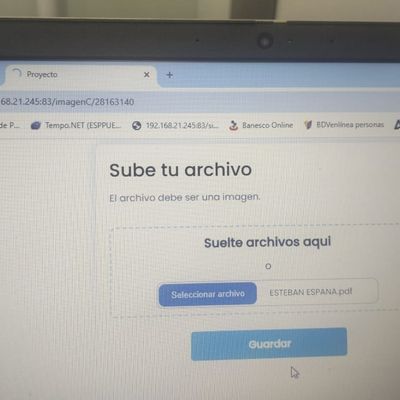 Proyecto
68.21.245:83/imagenC/28163140
de P... Tempo.NET (ESPPUE... 192.168.21.245:83/si... Banesco Online BDVenlínea personas
Sube tu archivo
El archivo debe ser una imagen.
Suelte archivos aqui
O
Seleccionar archivo ESTEBAN ESPANA.pdf
Guardar